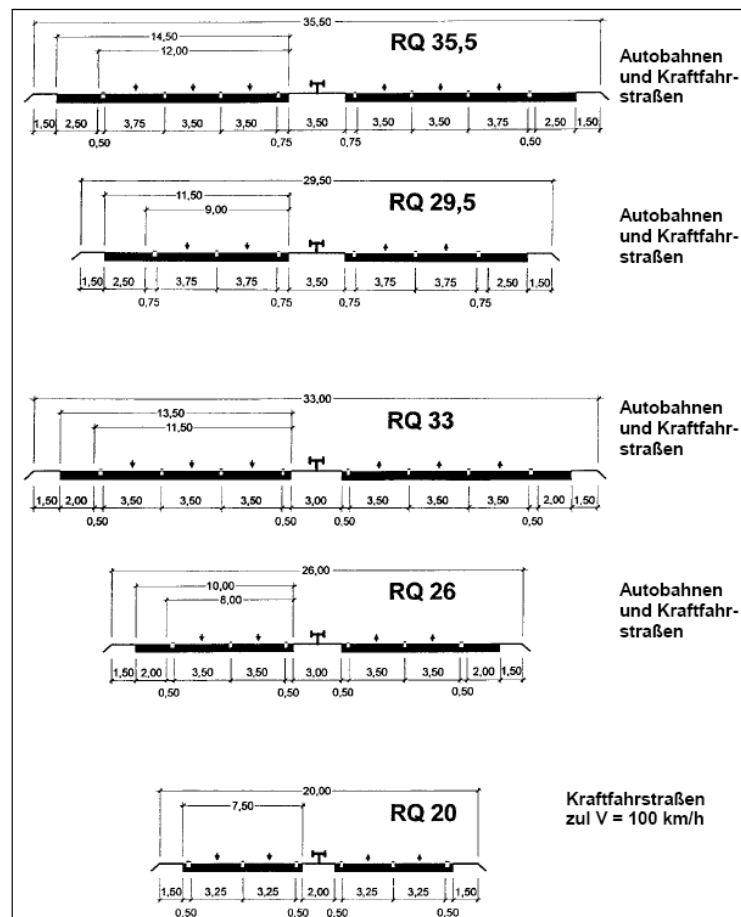 35,50
14,50
12,00
RQ 35,5
Autobahnen
und Kraftfahr-
straßen
1,50 2,50 3,75 3,50 3,50 3,50 3,50 3,50 3,75 2,50 1,50
0,50 0,75 0,75 0,50
29,50
11,50
9,00
RQ 29,5
Autobahnen
und Kraftfahr-
straßen
1,50 2,50 3,75 3,75 3,50 3,75 3,75 2,50 1,50
0,75 0,75 0,75 0,75
33,00
13,50
11,50
RQ 33
Autobahnen
und Kraftfahr-
straßen
1,50 2,00 3,50 3,50 3,50 3,00 3,50 3,50 3,50 2,00 1,50
0,50 0,50 0,50 0,50
26,00
10,00
8,00
RQ 26
Autobahnen
und Kraftfahr-
straßen
1,50 2,00 3,50 3,50 3,00 3,50 3,50 2,00 1,50
0,50 0,50 0,50 0,50
20,00
7,50
RQ 20
Kraftfahrstraßen
zul V = 100 km/h
1,50 3,25 3,25 2,00 3,25 3,25 1,50
0,50 0,50 0,50 0,50